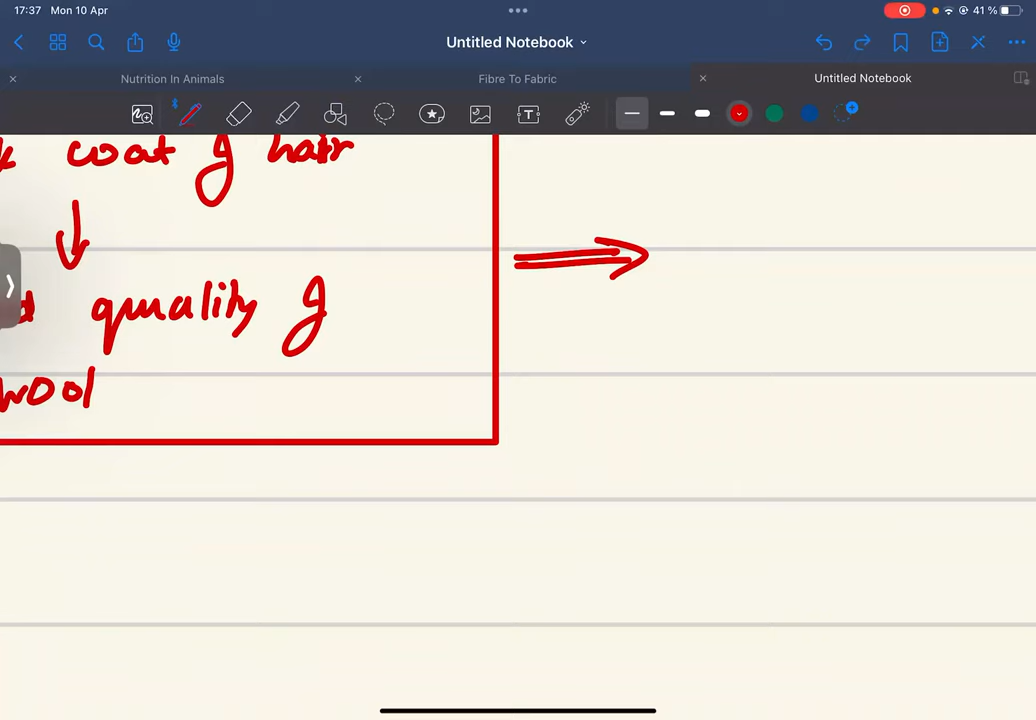 17:37 Mon 10 Apr
41 %
Untitled Notebook
Nutrition In Animals
Fibre To Fabric
Untitled Notebook
coat of hair
quality of
wool